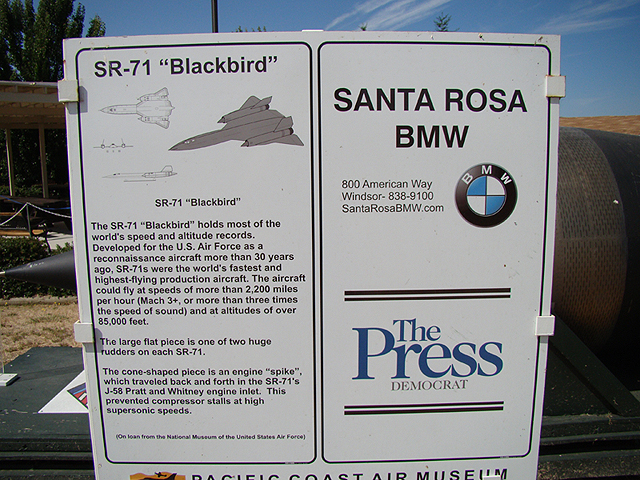 SR-71 "Blackbird"
SR-71 "Blackbird"
The SR-71 "Blackbird" holds most of the
world's speed and altitude records.
Developed for the U.S. Air Force as a
reconnaissance aircraft more than 30 years
ago, SR-71s were the world's fastest and
highest-flying production aircraft. The aircraft
could fly at speeds of more than 2,200 miles
per hour (Mach 3+, or more than three times
the speed of sound) and at altitudes of over
85,000 feet.
The large flat piece is one of two huge
rudders on each SR-71.
The cone-shaped piece is an engine "spike",
which traveled back and forth in the SR-71's
J-58 Pratt and Whitney engine inlet. This
prevented compressor stalls at high
supersonic speeds.
(On loan from the National Museum of the United States Air Force)
SANTA ROSA
BMW
800 American Way
Windsor- 838-9100
SantaRosaBMW.com
BMW
The
Press
DEMOCRAT
PACIFIC COAST AIR MUSEUM